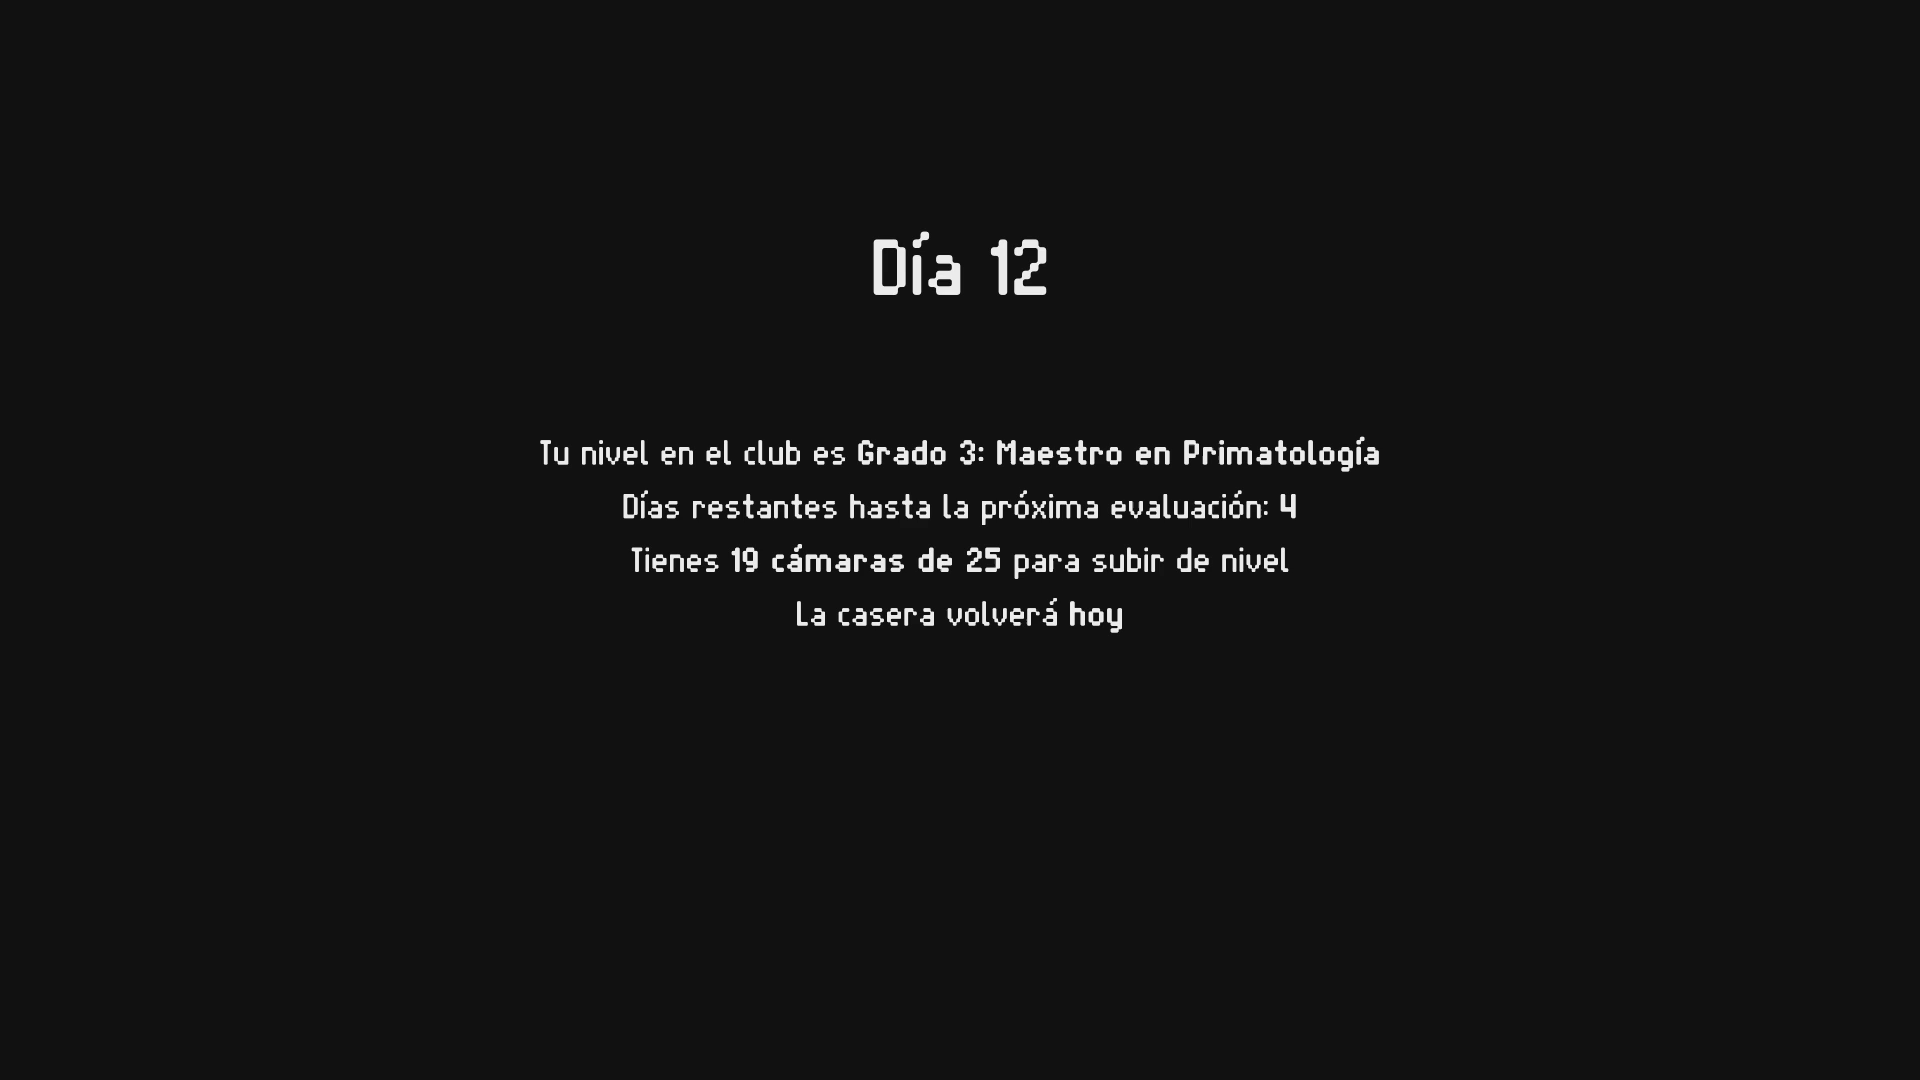 Día 12
Tu nivel en el club es Grado 3: Maestro en Primatología
Días restantes hasta la próxima evaluación: 4
Tienes 19 cámaras de 25 para subir de nivel
La casera volverá hoy